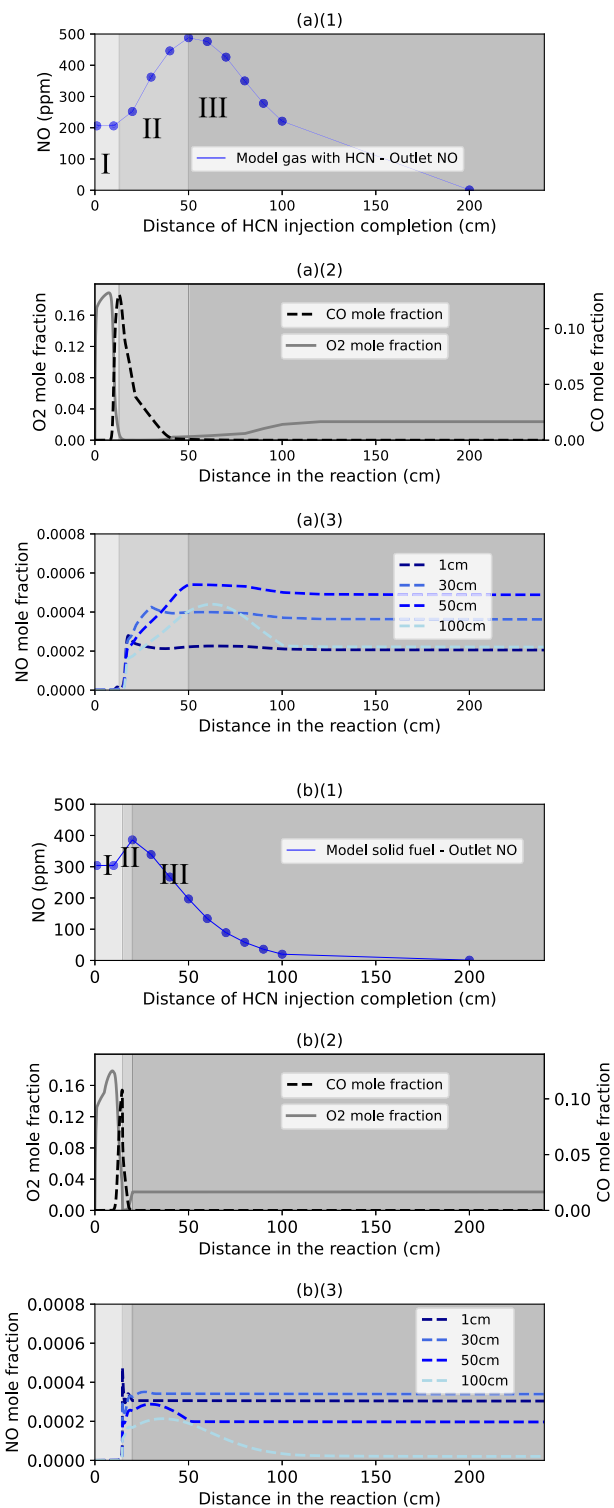 (a)(1)
500
400
300
200
100
0
NO (ppm)
I
II
III
Model gas with HCN - Outlet NO
0 50 100 150 200
Distance of HCN injection completion (cm)
(a)(2)
0.16
0.12
0.08
0.04
0.00
O2 mole fraction
CO mole fraction
O2 mole fraction
0.10
0.05
0.00
CO mole fraction
0 50 100 150 200
Distance in the reaction (cm)
(a)(3)
0.0008
0.0006
0.0004
0.0002
0.0000
NO mole fraction
1cm
30cm
50cm
100cm
0 50 100 150 200
Distance in the reaction (cm)
(b)(1)
500
400
300
200
100
0
NO (ppm)
I
II
III
Model solid fuel - Outlet NO
0 50 100 150 200
Distance of HCN injection completion (cm)
(b)(2)
0.16
0.12
0.08
0.04
0.00
O2 mole fraction
CO mole fraction
O2 mole fraction
0.10
0.05
0.00
CO mole fraction
0 50 100 150 200
Distance in the reaction (cm)
(b)(3)
0.0008
0.0006
0.0004
0.0002
0.0000
NO mole fraction
1cm
30cm
50cm
100cm
0 50 100 150 200
Distance in the reaction (cm)